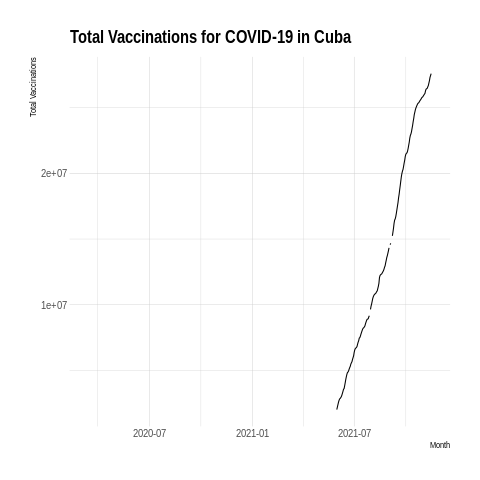 Total Vaccinations for COVID-19 in Cuba
Total Vaccinations
2e+07
1e+07
2020-07
2021-01
2021-07
Month